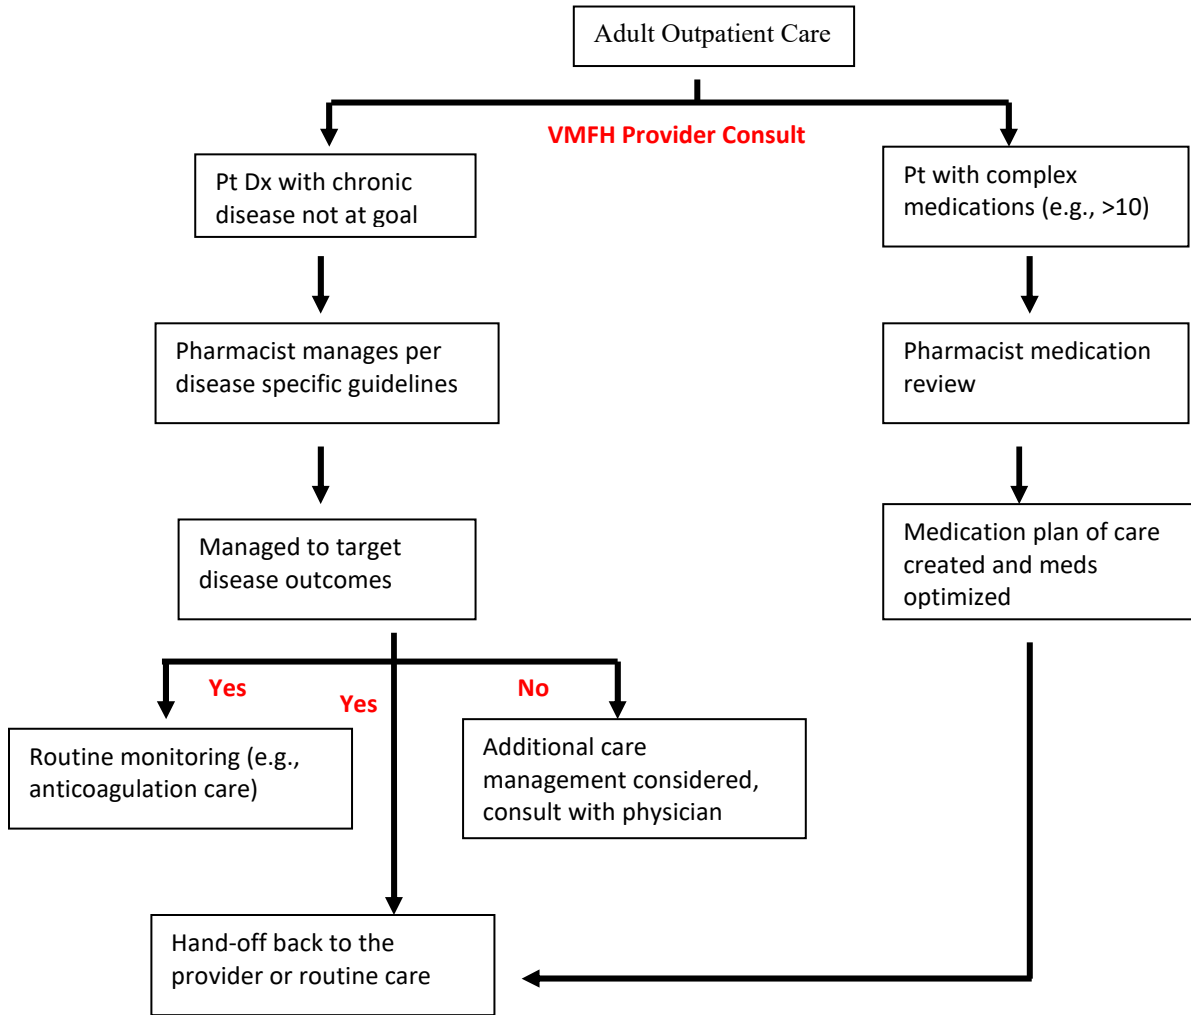 Adult Outpatient Care
VMFH Provider Consult
Pt Dx with chronic
disease not at goal
Pt with complex
medications (e.g., >10)
Pharmacist manages per
disease specific guidelines
Pharmacist medication
review
Managed to target
disease outcomes
Medication plan of care
created and meds
optimized
Yes
Yes
No
Routine monitoring (e.g.,
anticoagulation care)
Additional care
management considered,
consult with physician
Hand-off back to the
provider or routine care